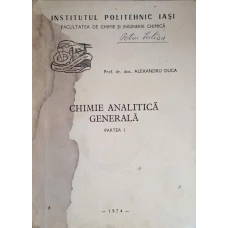 INSTITUTUL POLITEHNIC IAȘI
FACULTATEA DE CHIMIE ȘI INGINERIE CHIMICĂ
Prof. dr. doc. ALEXANDRU DUCA
CHIMIE ANALITICĂ
GENERALĂ
PARTEA I
— 1974 —